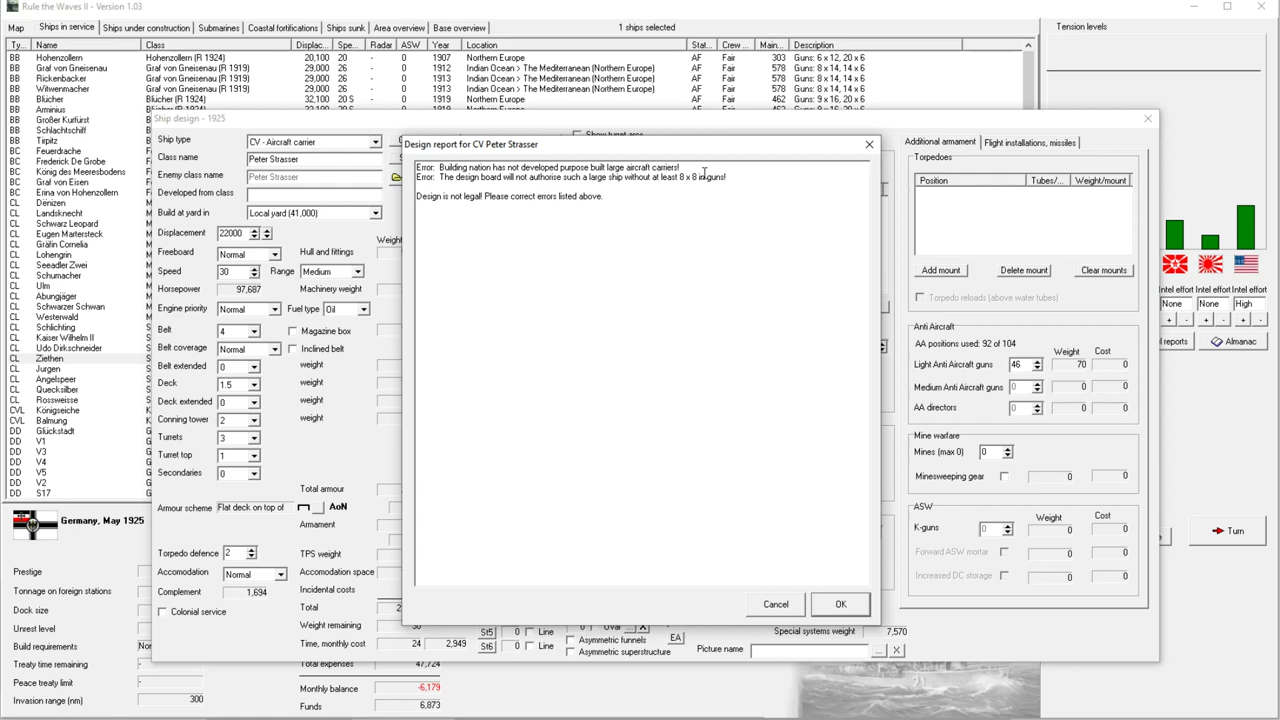 Rule the Waves II - Version 1.03
Map Ships in service Ships under construction Submarines Coastal fortifications Ships sunk Area overview Base overview 1 ships selected
Tension levels
Ty... Name Class Displac... Spe... Radar ASW Year Location Stat... Crew ... Main... Description
BB Hohenzollern Hohenzollern (R 1924) 20,100 20 - 0 1907 Northern Europe AF Fair 303 Guns: 6 x 12, 20 x 6
BB Graf von Gneisenau Graf von Gneisenau (R 1919) 29,000 26 - 0 1912 Indian Ocean > The Mediterranean (Northern Europe) AF Fair 578 Guns: 8 x 14, 14 x 6
BB Rickenbacker Graf von Gneisenau (R 1919) 29,000 26 - 0 1913 Indian Ocean > The Mediterranean (Northern Europe) AF Fair 578 Guns: 8 x 14, 14 x 6
BB Witwenmacher Graf von Gneisenau (R 1919) 29,000 26 - 0 1913 Indian Ocean > The Mediterranean (Northern Europe) AF Fair 578 Guns: 8 x 14, 14 x 6
BB Blücher Blücher (R 1924) 32,100 20 S - 0 1919 Northern Europe AF Fair 462 Guns: 9 x 16, 20 x 6
BB Arminius
BB Großer Kurfürst
BB Schlachtschiff
BB Tirpitz
BC Feuerdrache
BC Frederick De Grobe
BC König des Meeresbodens
BC Graf von Eisen
BC Erina von Hohenzollern
CL Denizen
CL Landsknecht
CL Schwarz Leopard
CL Eugen Martersteck
CL Gräfin Cornelia
CL Lohengrin
CL Seeadler Zwei
CL Schumacher
CL Ulm
CL Abungjäger
CL Schwarzer Schwan
CL Westerwald
CL Schlichting
CL Kaiser Wilhelm II
CL Udo Dirkschneider
CL Ziethen
CL Jurgen
CL Angelspeer
CL Quecksilber
CL Rossweisse
CVL Königseiche
CVL Balmung
DD Glückstadt
DD V1
DD V3
DD V4
DD V5
DD V2
DD S17
Germany, May 1925
Prestige
Tonnage on foreign stations
Dock size
Unrest level
Build requirements
Treaty time remaining
Peace treaty limit
Invasion range (nm) 300
Total expenses 47,724
Monthly balance -6,179
Funds 6,873
Ship design - 1925
Ship type CV - Aircraft carrier
Class name Peter Strasser
Enemy class name Peter Strasser
Developed from class
Build at yard in Local yard (41,000)
Displacement 22000
Freeboard Normal Hull and fittings
Speed 30 Range Medium
Horsepower 97,687 Machinery weight
Engine priority Normal Fuel type Oil
Belt 4 Magazine box
Belt coverage Normal Inclined belt
Belt extended 0 weight
Deck 1.5 weight
Deck extended 0 weight
Conning tower 2 weight
Turrets 3
Turret top 1
Secondaries 0
Total armour
Armour scheme Flat deck on top of AoN
Armament
Torpedo defence 2 TPS weight
Accomodation Normal Accomodation space
Complement 1,694 Incidental costs
Colonial service Total
Weight remaining
Time, monthly cost 24 2,949
St5 0 Line
St6 0 Line
Asymmetric funnels EA
Asymmetric superstructure
Special systems weight 7,570
Picture name ... X
Design report for CV Peter Strasser
Error: Building nation has not developed purpose built large aircraft carriers!
Error: The design board will not authorise such a large ship without at least 8 x 8 in guns!
Design is not legal! Please correct errors listed above.
Cancel OK
Additional armament Flight installations, missiles
Torpedoes
Position Tubes/... Weight/mount
Add mount Delete mount Clear mounts
Torpedo reloads (above water tubes)
Anti Aircraft
AA positions used: 92 of 104
Weight Cost
Light Anti Aircraft guns 46 70 0
Medium Anti Aircraft guns 0 0 0
AA directors 0 0 0
Mine warfare
Mines (max 0) 0 0 0
Minesweeping gear 0 0
ASW
Weight Cost
K-guns 0 0 0
Forward ASW mortar 0 0
Increased DC storage 0 0
Intel effort Intel effort Intel effort
None None High
+ - + - + -
l reports Almanac
Turn